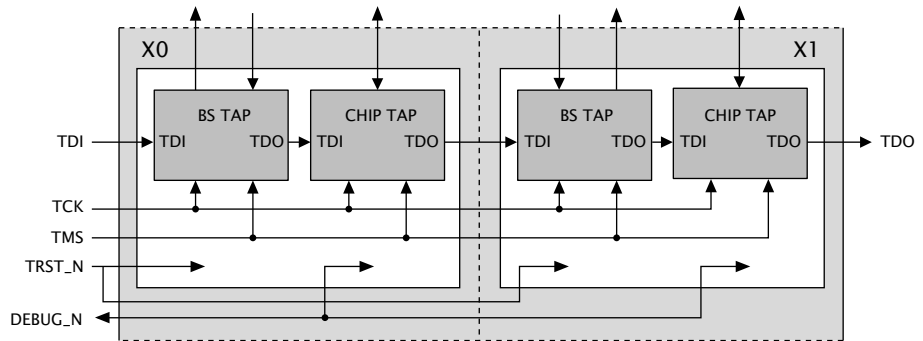 X0
X1
BS TAP
CHIP TAP
BS TAP
CHIP TAP
TDI
TDI
TDO
TDI
TDO
TDI
TDO
TDI
TDO
TDO
TCK
TMS
TRST_N
DEBUG_N